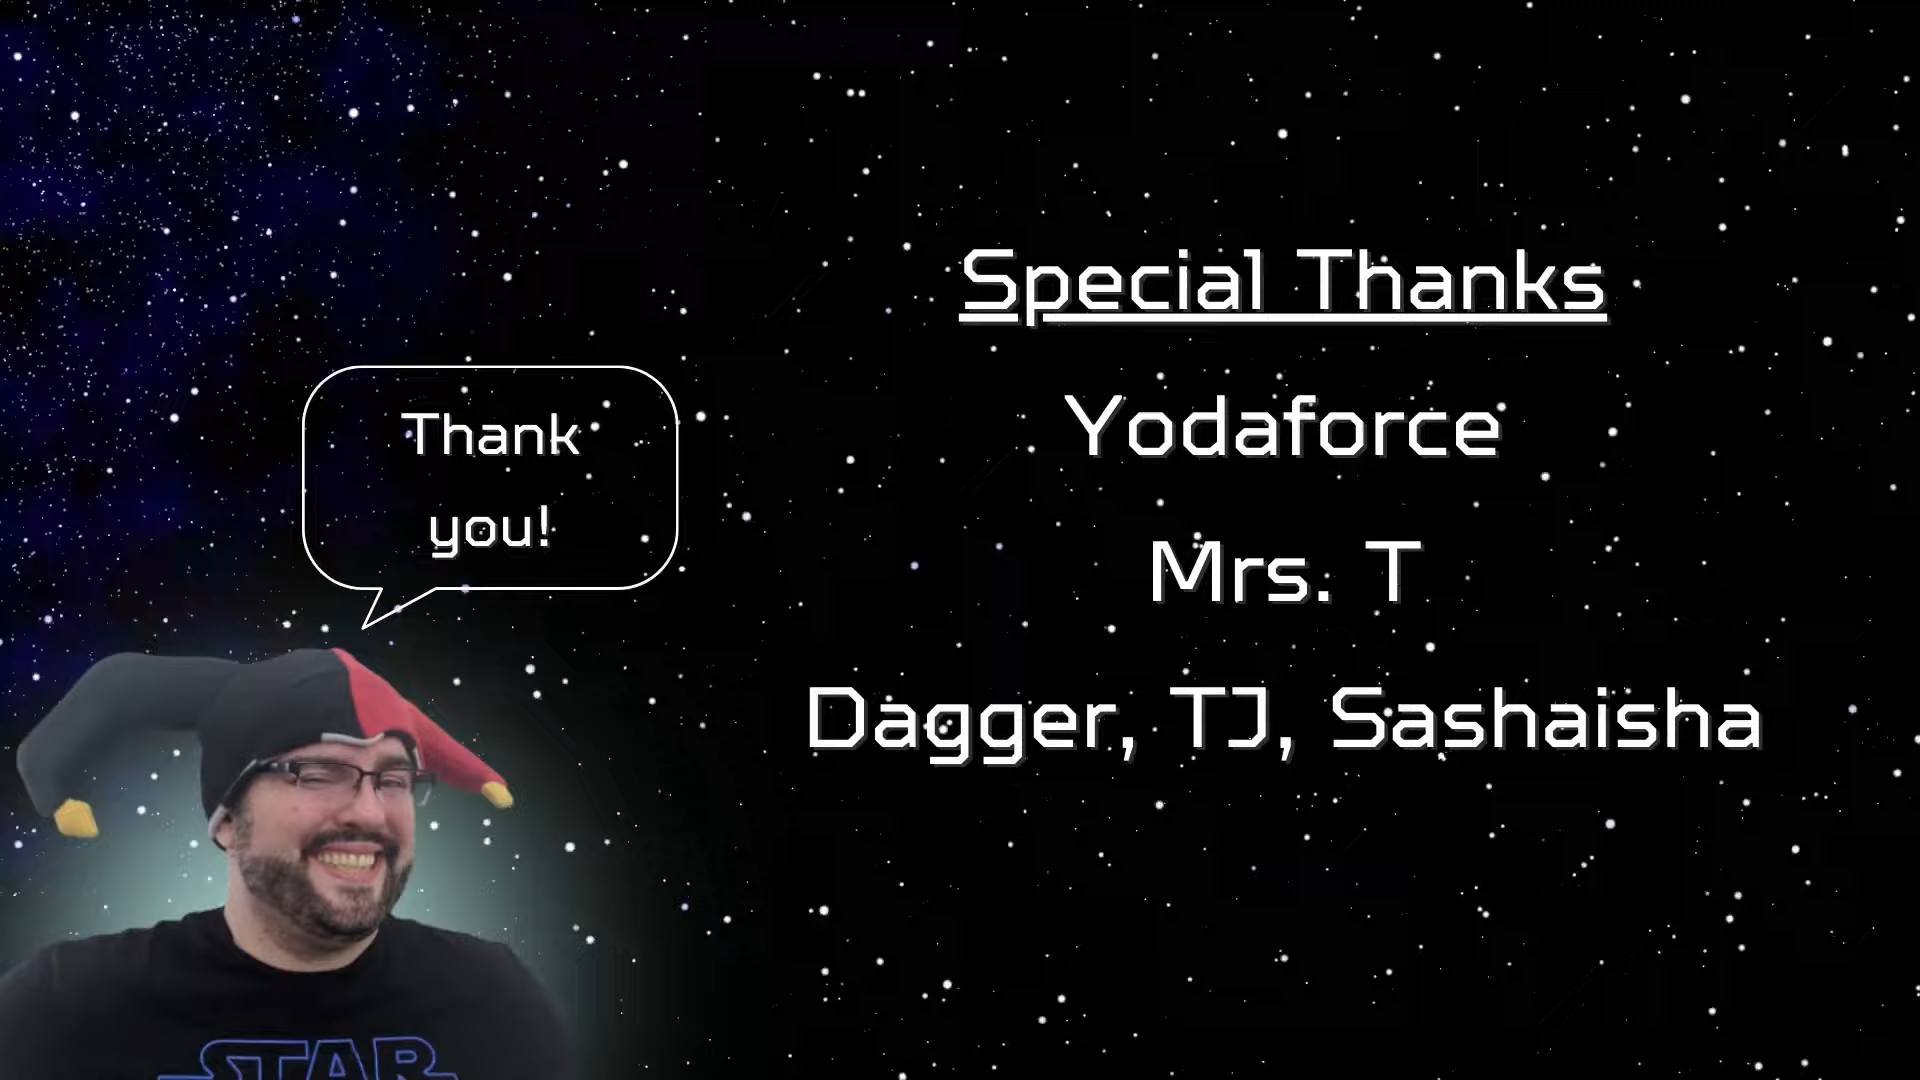 Special Thanks
Yodaforce
Mrs. T
Dagger, TJ, Sashaisha
Thank
you!
STAR